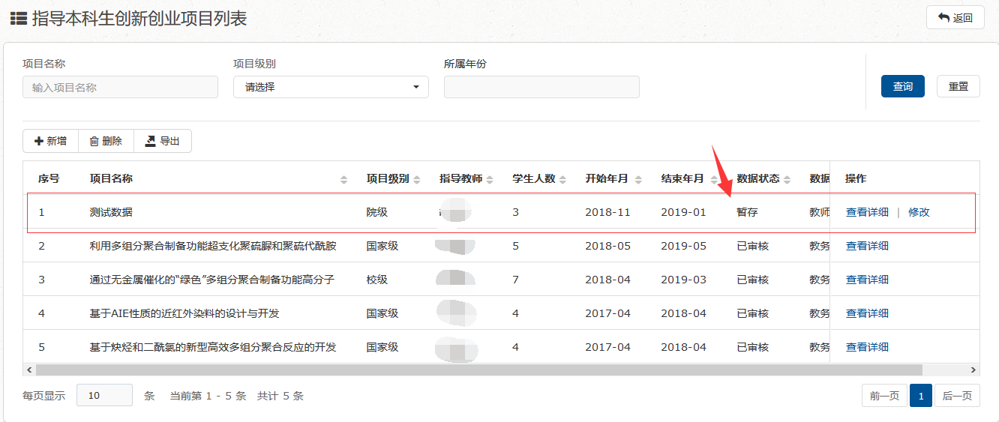 指导本科生创新创业项目列表
返回
项目名称 项目级别 所属年份
输入项目名称 请选择 查询 重置
新增 删除 导出
序号 项目名称 项目级别 指导教师 学生人数 开始年月 结束年月 数据状态 数据 操作
1 测试数据 院级 3 2018-11 2019-01 暂存 教师 查看详细 | 修改
2 利用多组分聚合制备功能超支化聚硫脲和聚硫代酰胺 国家级 5 2018-05 2019-05 已审核 教务 查看详细
3 通过无金属催化的“绿色”多组分聚合制备功能高分子 校级 7 2018-04 2019-03 已审核 教务 查看详细
4 基于AIE性质的近红外染料的设计与开发 国家级 4 2017-04 2018-04 已审核 教务 查看详细
5 基于炔烃和二酰氯的新型高效多组分聚合反应的开发 国家级 4 2017-04 2018-04 已审核 教务 查看详细
每页显示 10 条 当前第 1 - 5 条 共计 5 条 前一页 1 后一页